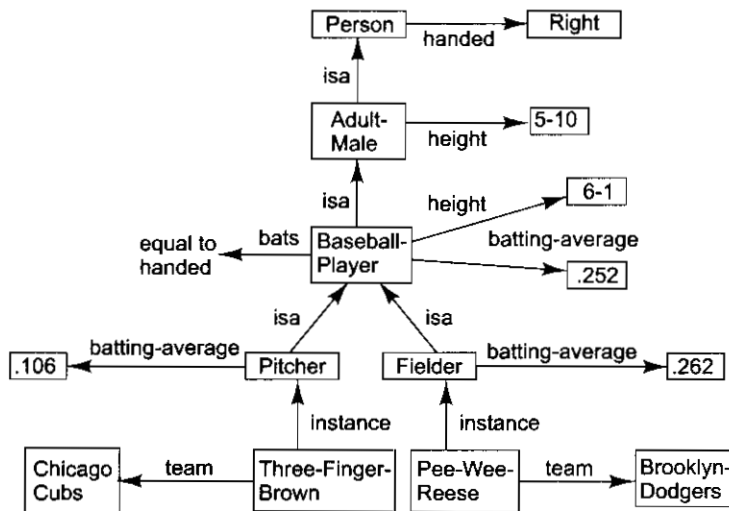 Person
handed
Right
isa
Adult-
Male
height
5-10
isa
height
6-1
equal to
handed
bats
Baseball-
Player
batting-average
.252
isa
isa
.106
batting-average
Pitcher
Fielder
batting-average
.262
instance
instance
Chicago
Cubs
team
Three-Finger-
Brown
Pee-Wee-
Reese
team
Brooklyn-
Dodgers